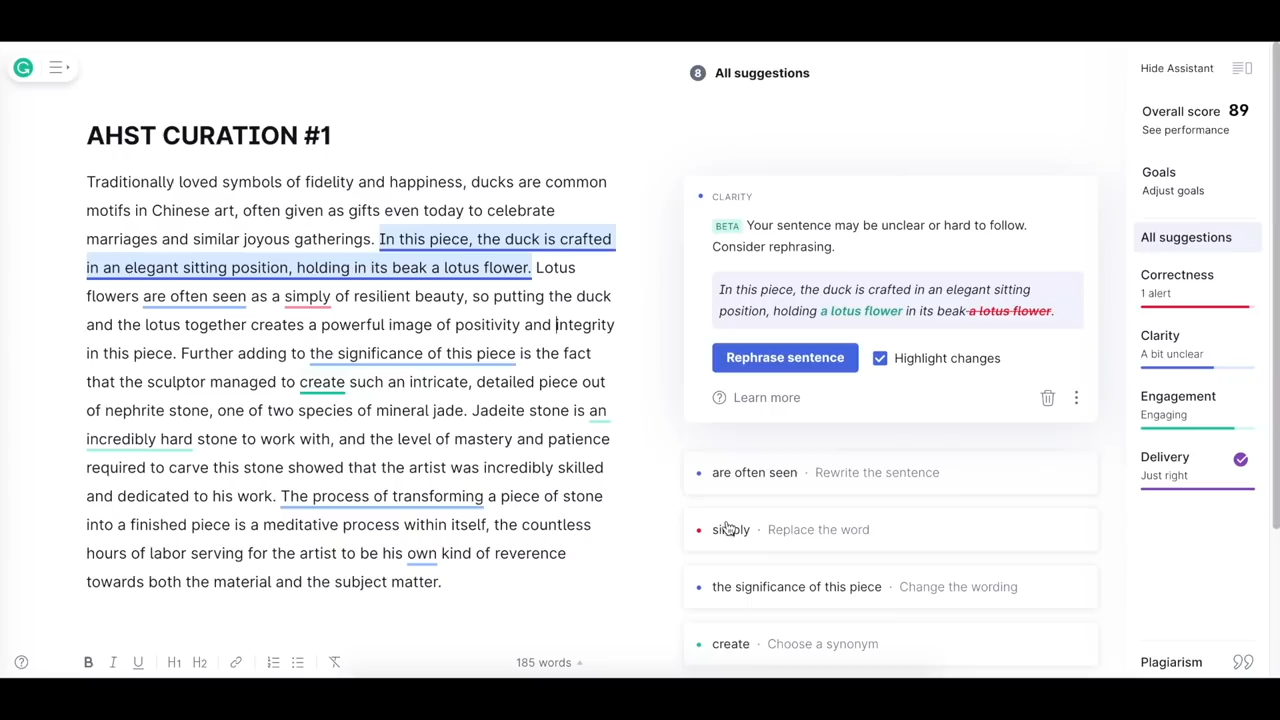 8 All suggestions
Hide Assistant
AHST CURATION #1
Traditionally loved symbols of fidelity and happiness, ducks are common
motifs in Chinese art, often given as gifts even today to celebrate
marriages and similar joyous gatherings. In this piece, the duck is crafted
in an elegant sitting position, holding in its beak a lotus flower. Lotus
flowers are often seen as a simply of resilient beauty, so putting the duck
and the lotus together creates a powerful image of positivity and integrity
in this piece. Further adding to the significance of this piece is the fact
that the sculptor managed to create such an intricate, detailed piece out
of nephrite stone, one of two species of mineral jade. Jadeite stone is an
incredibly hard stone to work with, and the level of mastery and patience
required to carve this stone showed that the artist was incredibly skilled
and dedicated to his work. The process of transforming a piece of stone
into a finished piece is a meditative process within itself, the countless
hours of labor serving for the artist to be his own kind of reverence
towards both the material and the subject matter.
B I U H1 H2
185 words
CLARITY
BETA Your sentence may be unclear or hard to follow.
Consider rephrasing.
In this piece, the duck is crafted in an elegant sitting
position, holding a lotus flower in its beak a lotus flower.
Rephrase sentence Highlight changes
Learn more
are often seen · Rewrite the sentence
simply · Replace the word
the significance of this piece · Change the wording
create · Choose a synonym
Overall score 89
See performance
Goals
Adjust goals
All suggestions
Correctness
1 alert
Clarity
A bit unclear
Engagement
Engaging
Delivery
Just right
Plagiarism